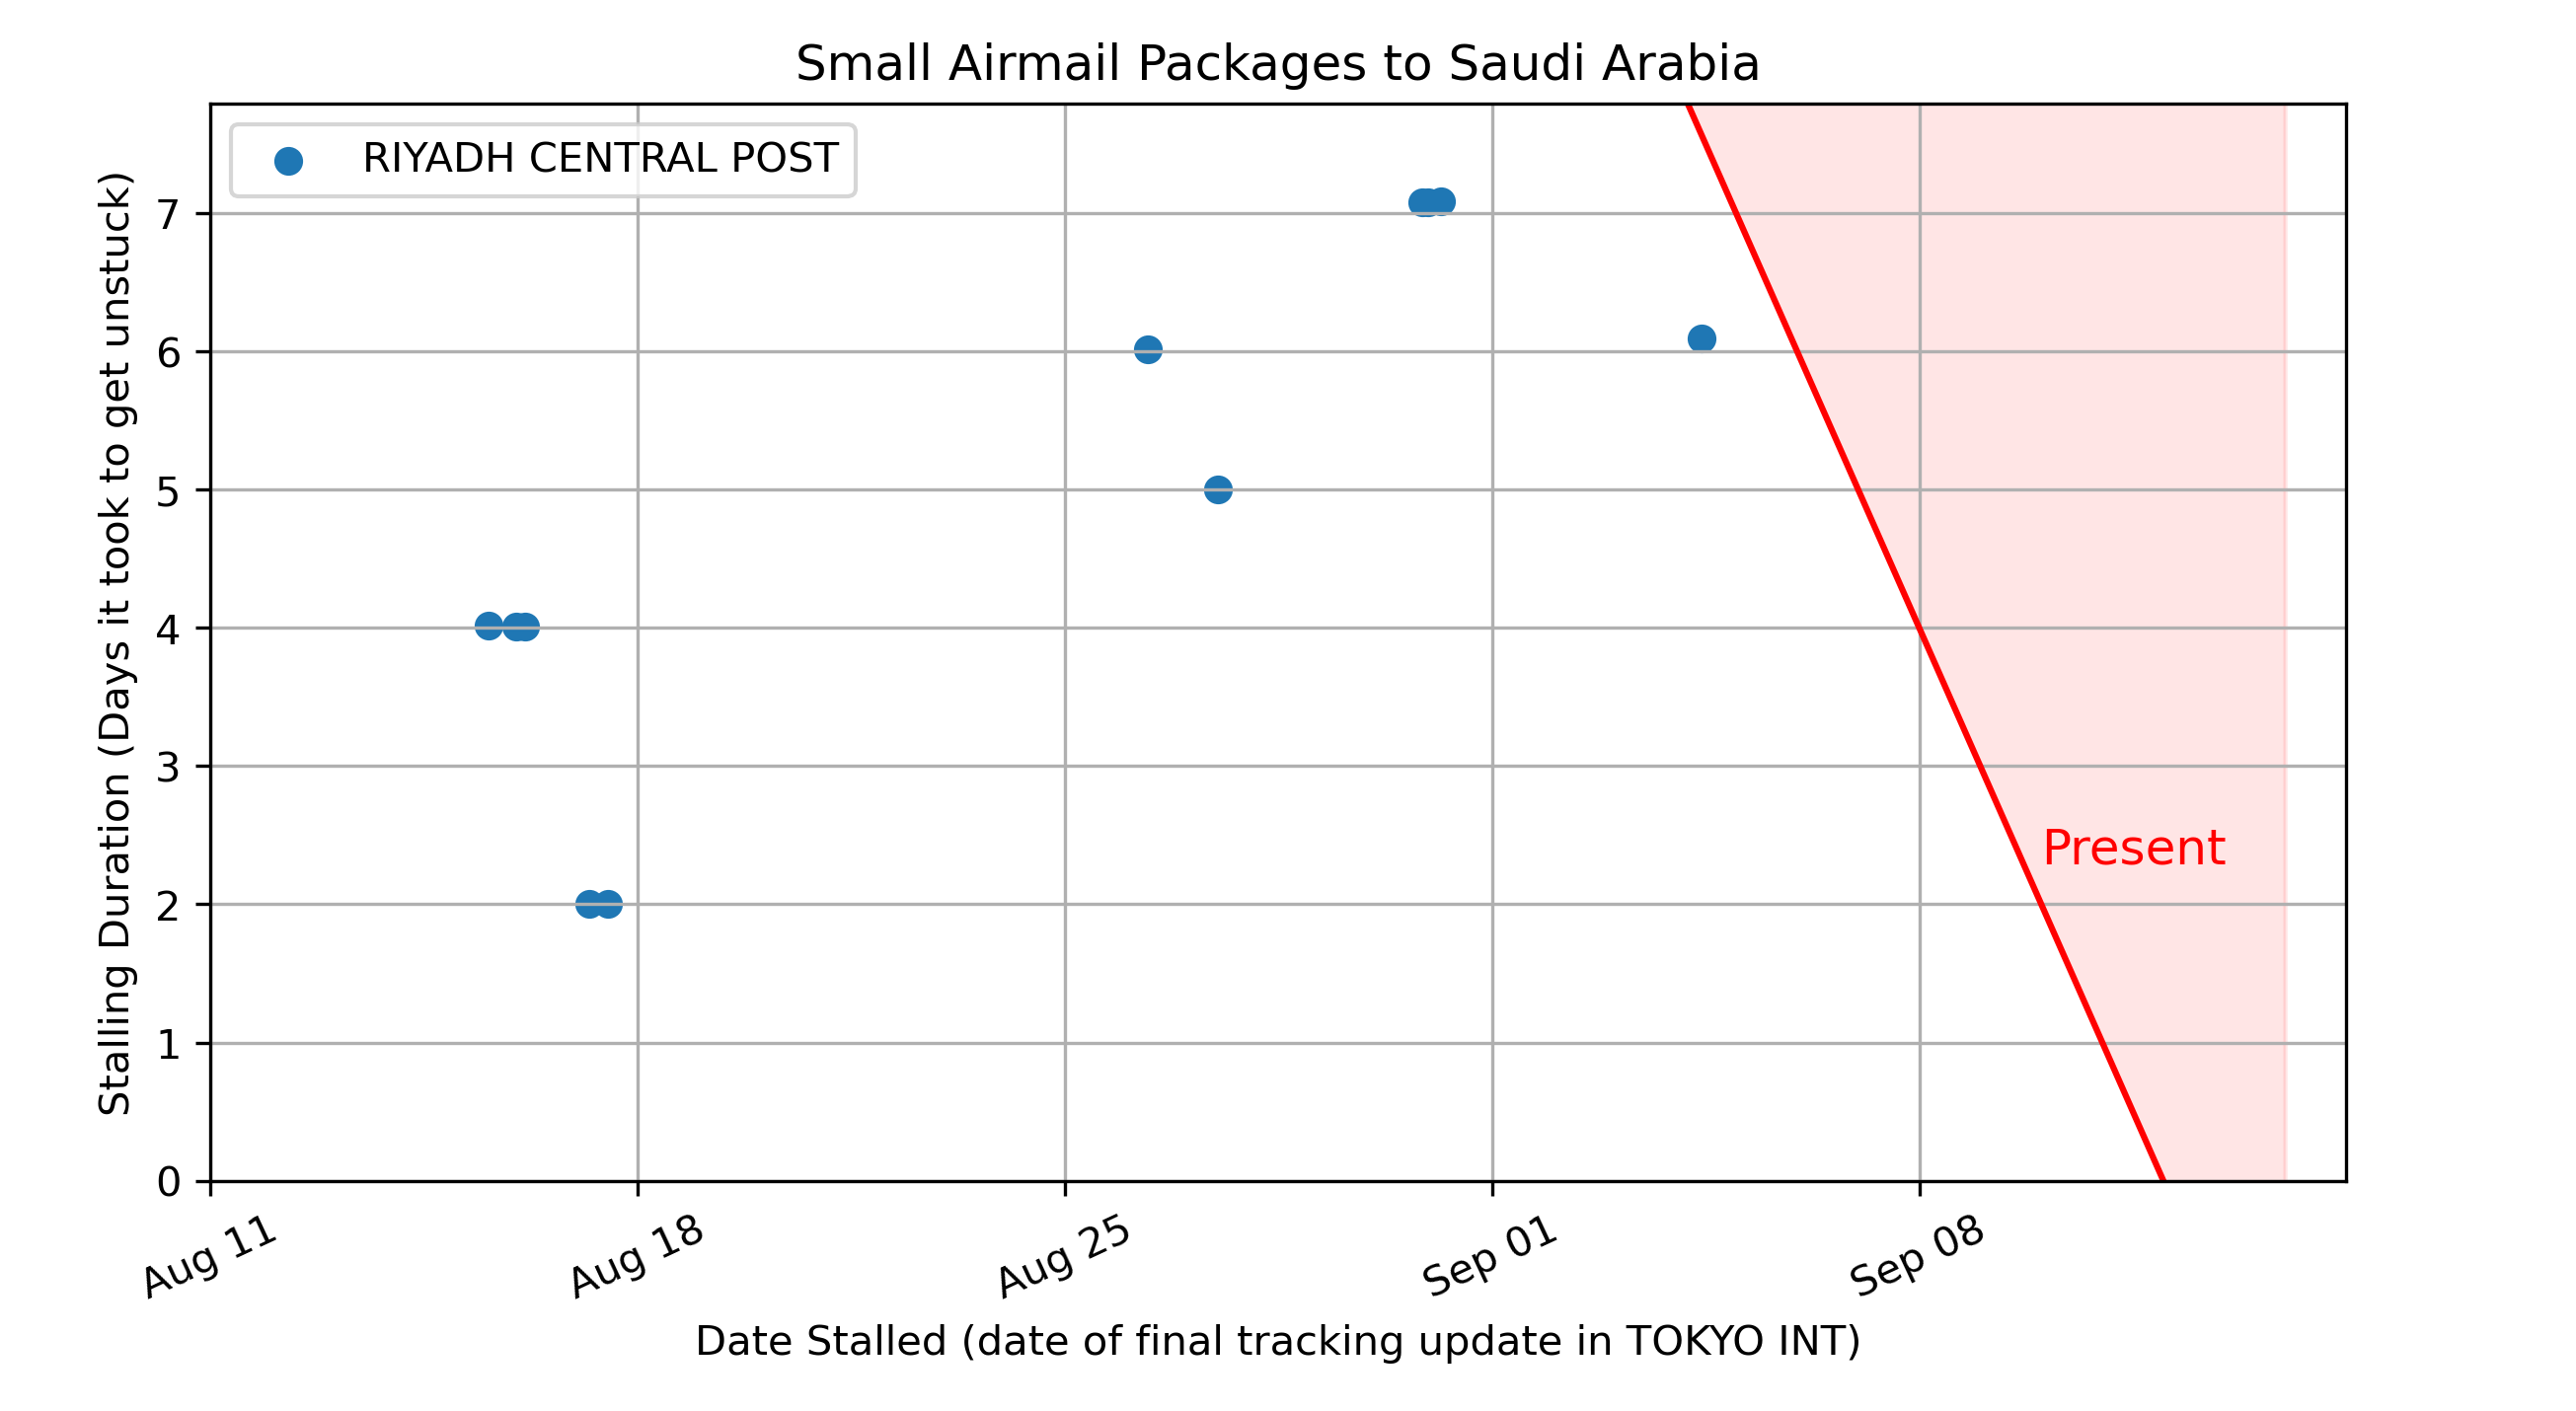 Small Airmail Packages to Saudi Arabia
RIYADH CENTRAL POST
Stalling Duration (Days it took to get unstuck)
7
6
5
4
3
2
1
0
Present
Aug 11
Aug 18
Aug 25
Sep 01
Sep 08
Date Stalled (date of final tracking update in TOKYO INT)